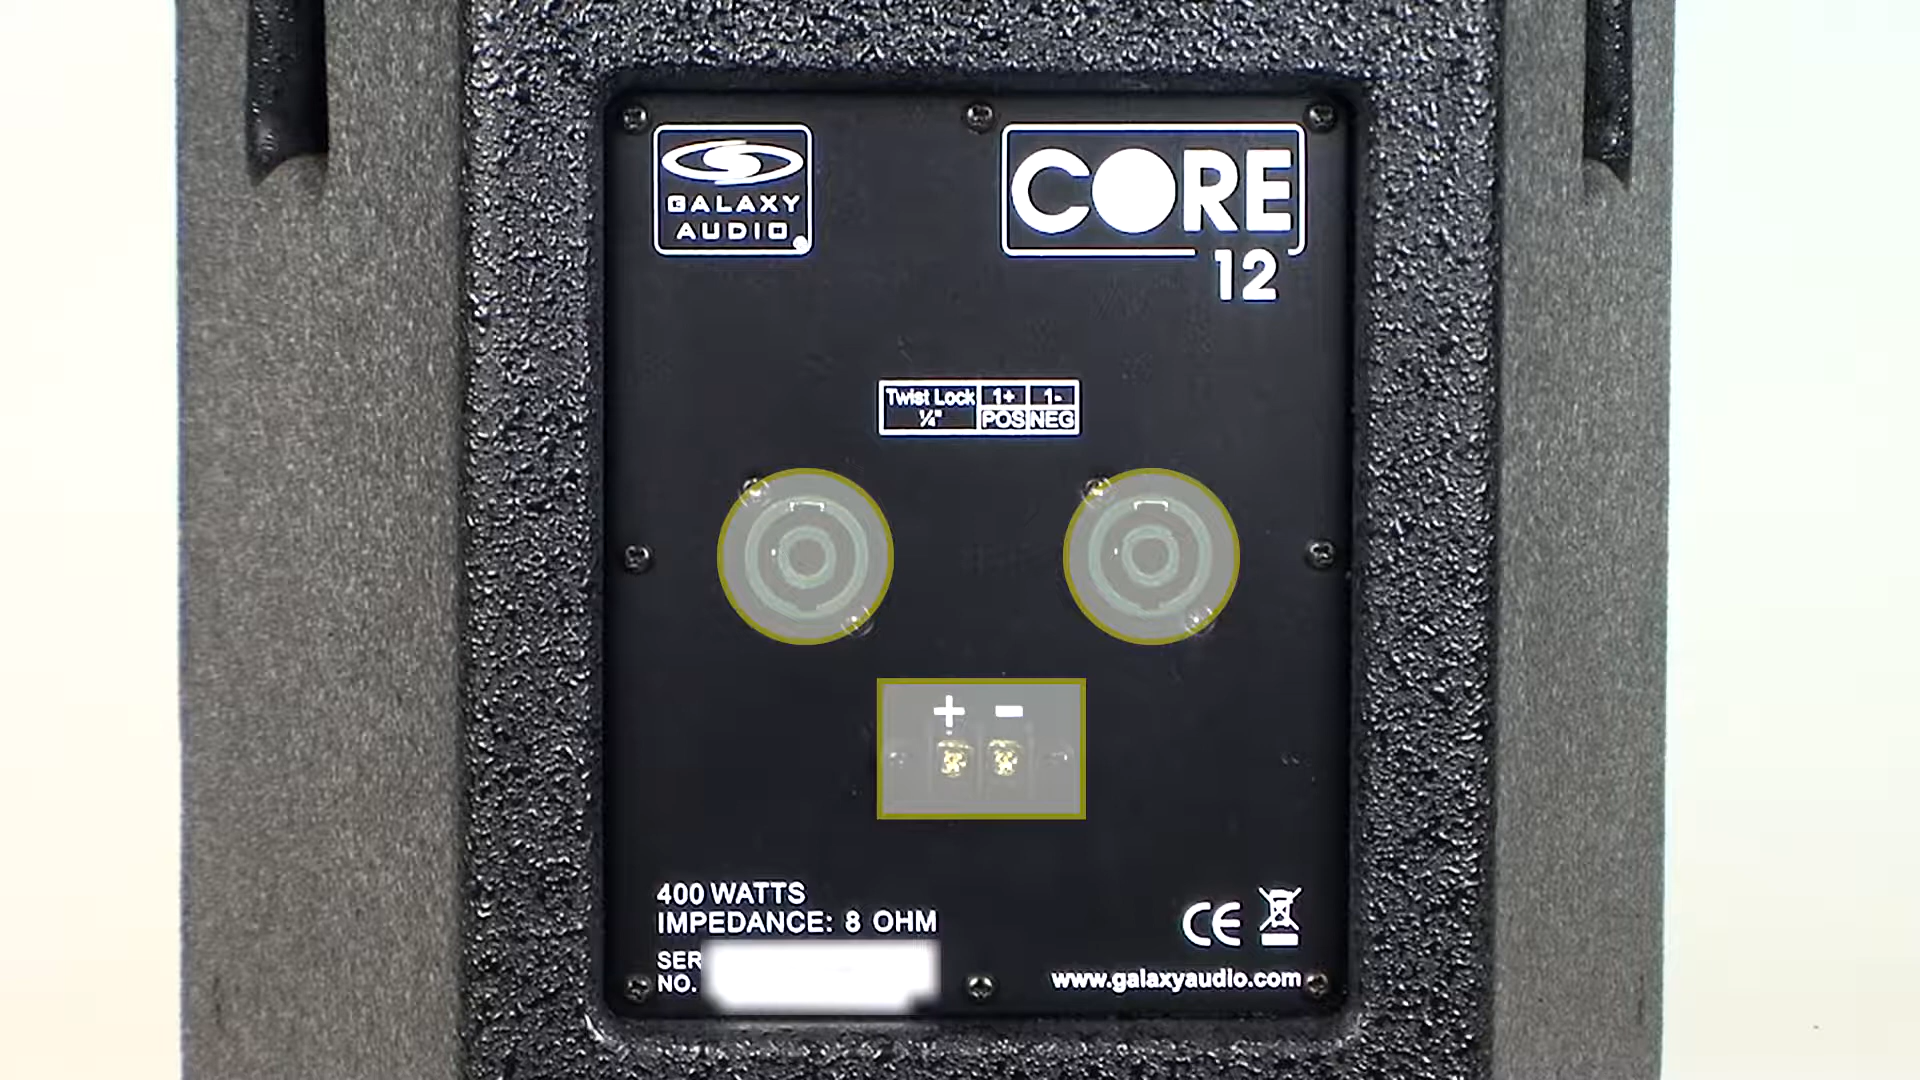 GALAXY
AUDIO
CORE
12
Twist Lock 1+ 1-
¼" POS NEG
+ -
400 WATTS
IMPEDANCE: 8 OHM
SER
NO.
CE
www.galaxyaudio.com